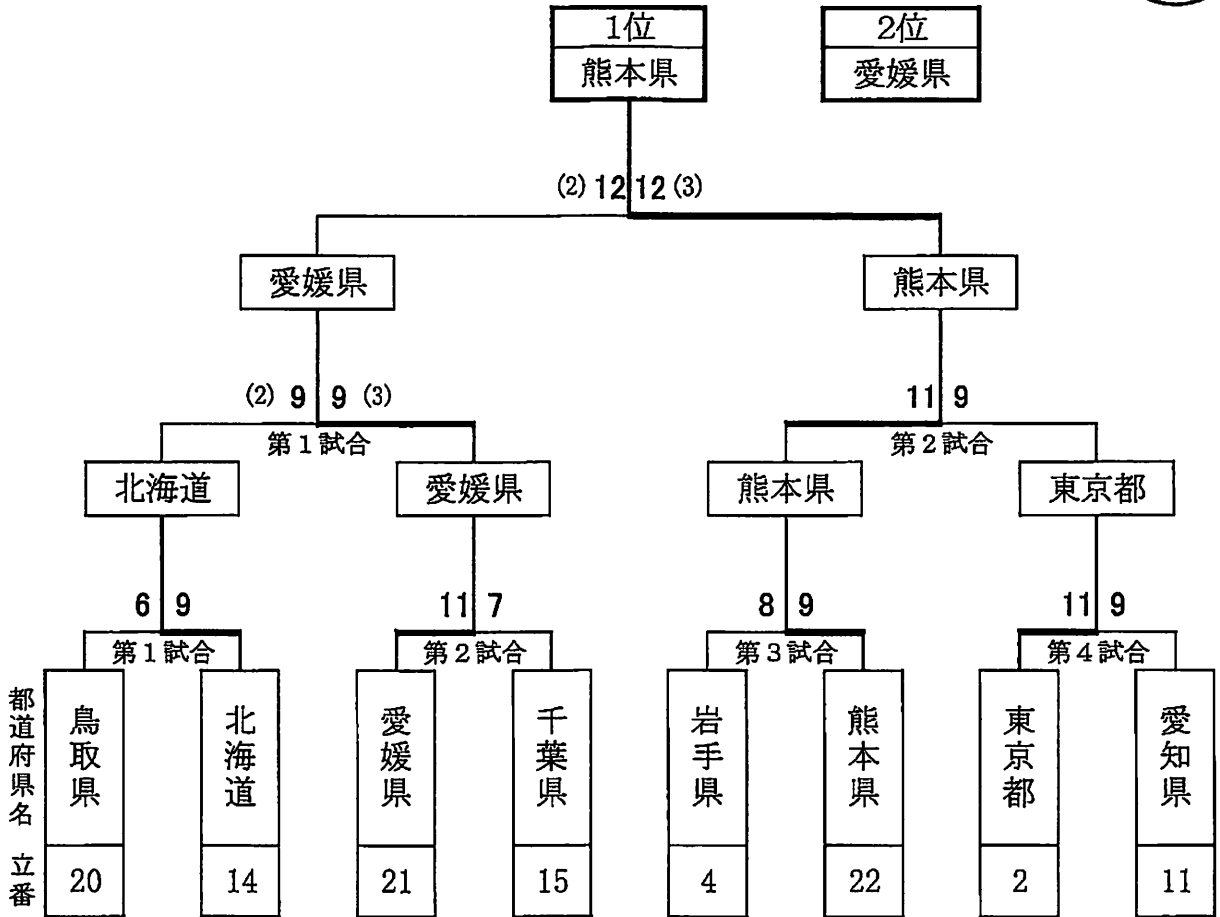 1位
2位
熊本県
愛媛県
(2) 12 12 (3)
愛媛県
熊本県
(2) 9 9 (3)
11 9
第1試合
第2試合
北海道
愛媛県
熊本県
東京都
6 9
11 7
8 9
11 9
第1試合
第2試合
第3試合
第4試合
都道府県名
鳥取県
北海道
愛媛県
千葉県
岩手県
熊本県
東京都
愛知県
立番
20
14
21
15
4
22
2
11